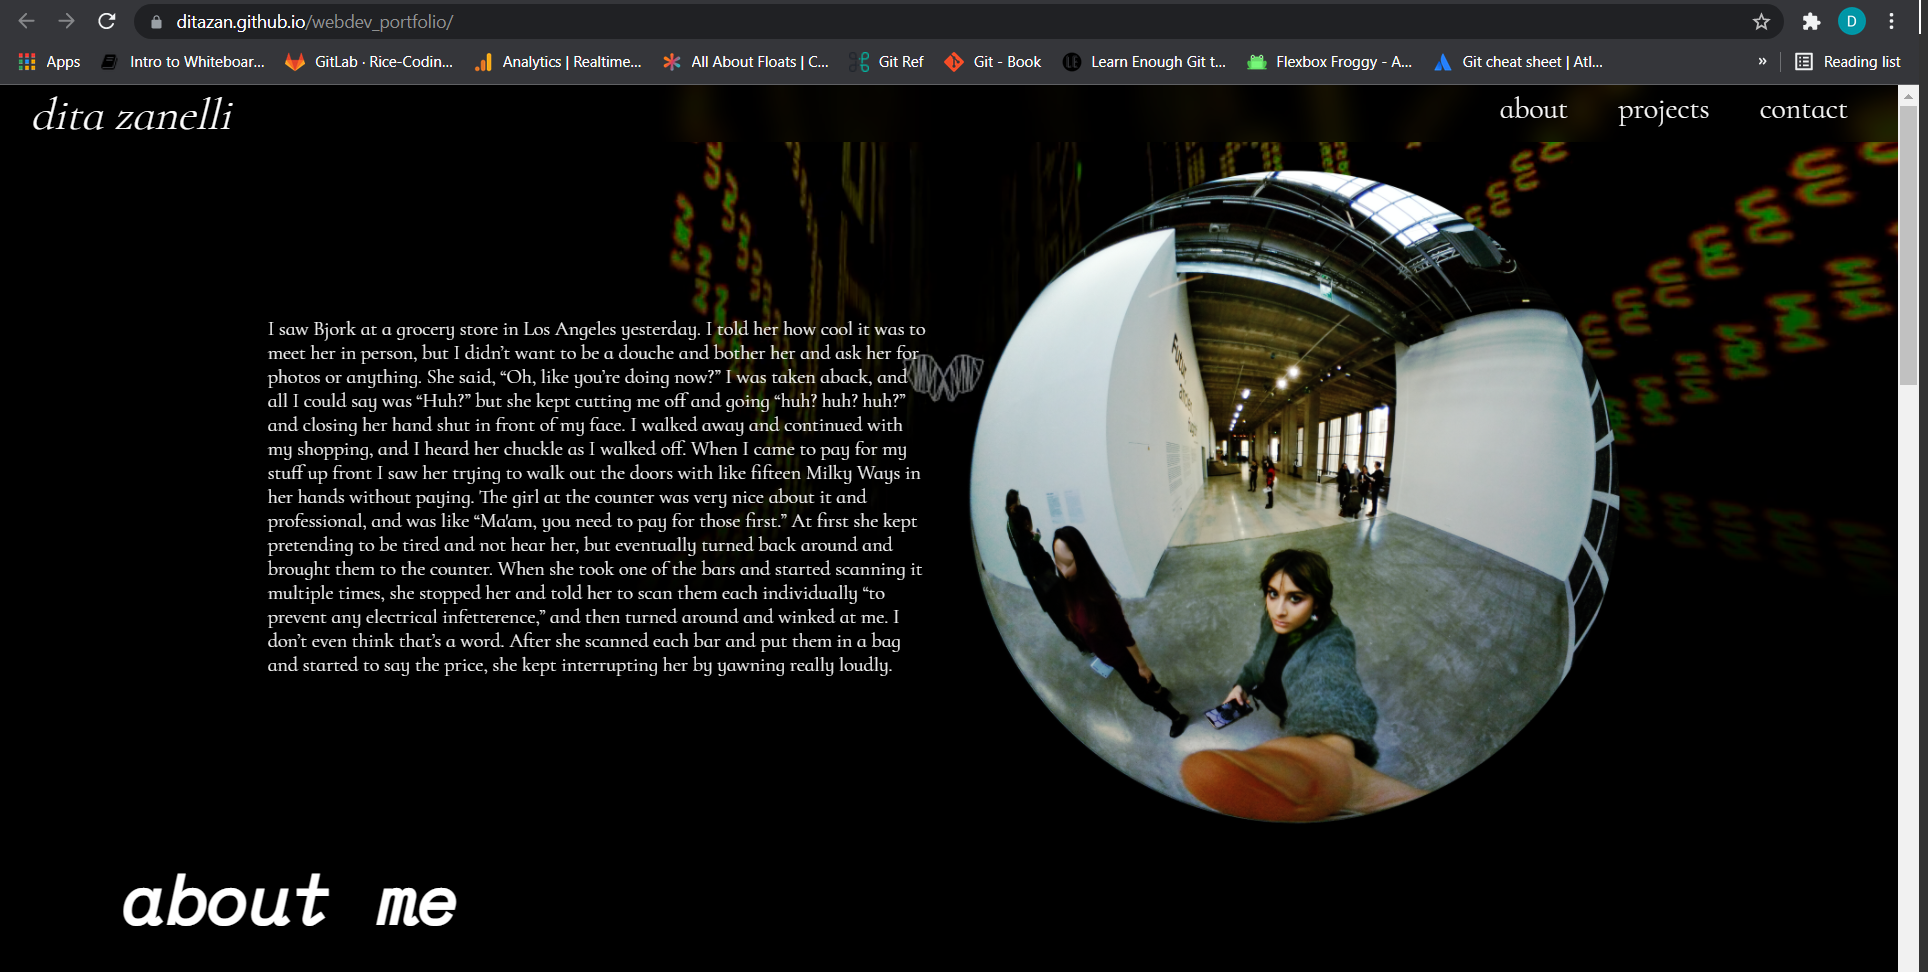 ditazan.github.io/webdev_portfolio/
D
Apps
Intro to Whiteboar...
GitLab · Rice-Codin...
Analytics | Realtime...
All About Floats | C...
Git Ref
Git - Book
LE
Learn Enough Git t...
Flexbox Froggy - A...
Git cheat sheet | Atl...
»
Reading list
dita zanelli
about
projects
contact
I saw Bjork at a grocery store in Los Angeles yesterday. I told her how cool it was to
meet her in person, but I didn’t want to be a douche and bother her and ask her for
photos or anything. She said, “Oh, like you’re doing now?” I was taken aback, and
all I could say was “Huh?” but she kept cutting me off and going “huh? huh? huh?”
and closing her hand shut in front of my face. I walked away and continued with
my shopping, and I heard her chuckle as I walked off. When I came to pay for my
stuff up front I saw her trying to walk out the doors with like fifteen Milky Ways in
her hands without paying. The girl at the counter was very nice about it and
professional, and was like “Ma'am, you need to pay for those first.” At first she kept
pretending to be tired and not hear her, but eventually turned back around and
brought them to the counter. When she took one of the bars and started scanning it
multiple times, she stopped her and told her to scan them each individually “to
prevent any electrical infetterence,” and then turned around and winked at me. I
don’t even think that’s a word. After she scanned each bar and put them in a bag
and started to say the price, she kept interrupting her by yawning really loudly.
about me